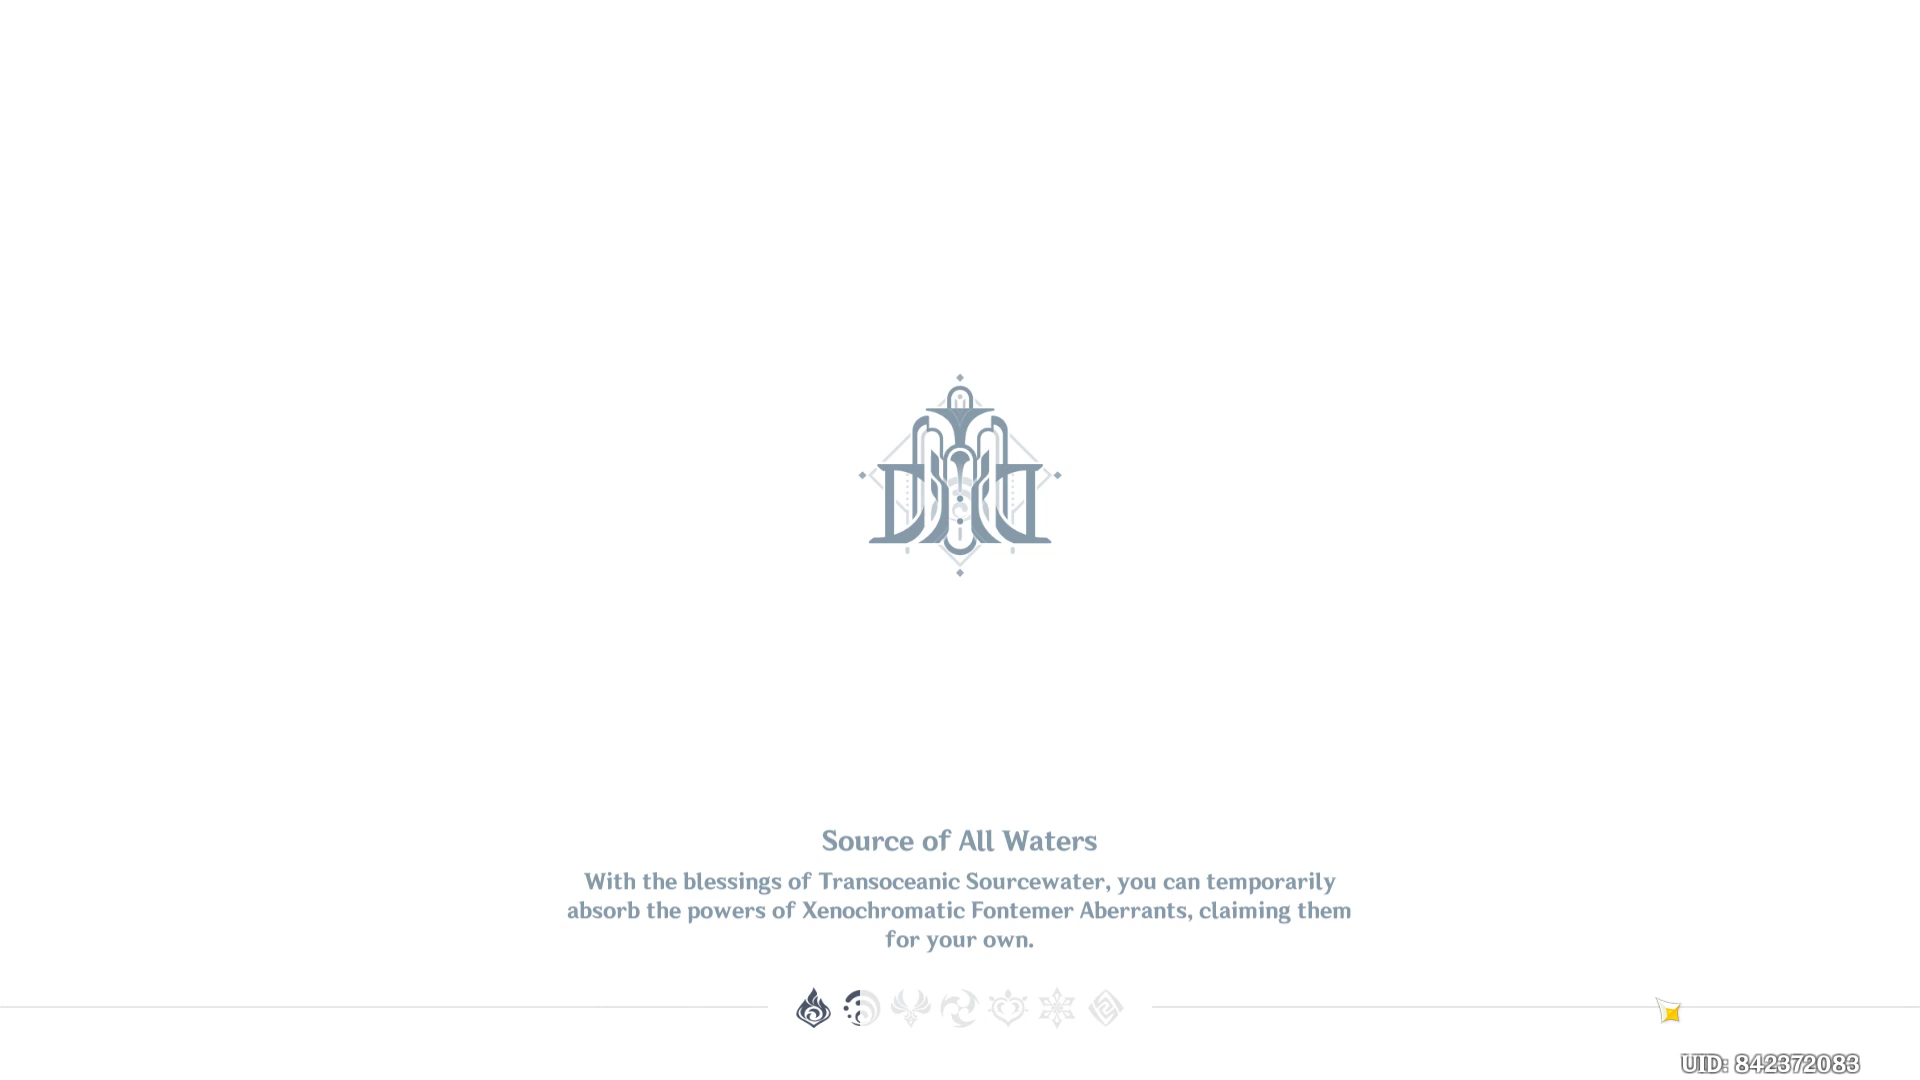 Source of All Waters
With the blessings of Transoceanic Sourcewater, you can temporarily
absorb the powers of Xenochromatic Fontemer Aberrants, claiming them
for your own.
UID: 842372083